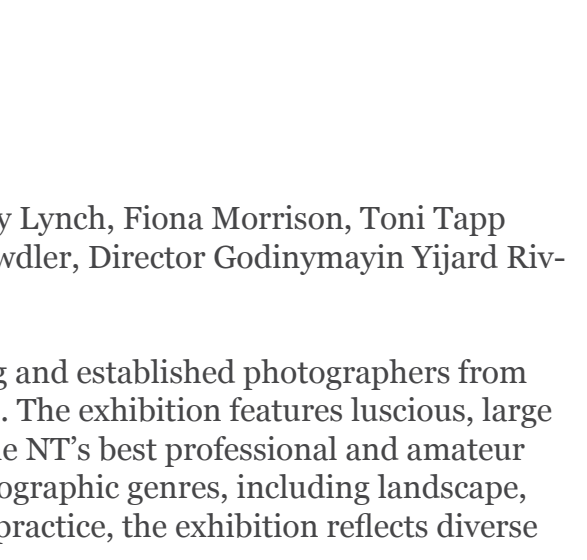 y Lynch, Fiona Morrison, Toni Tapp
wdler, Director Godinymayin Yijard Riv-
g and established photographers from
. The exhibition features luscious, large
e NT’s best professional and amateur
ographic genres, including landscape,
practice, the exhibition reflects diverse